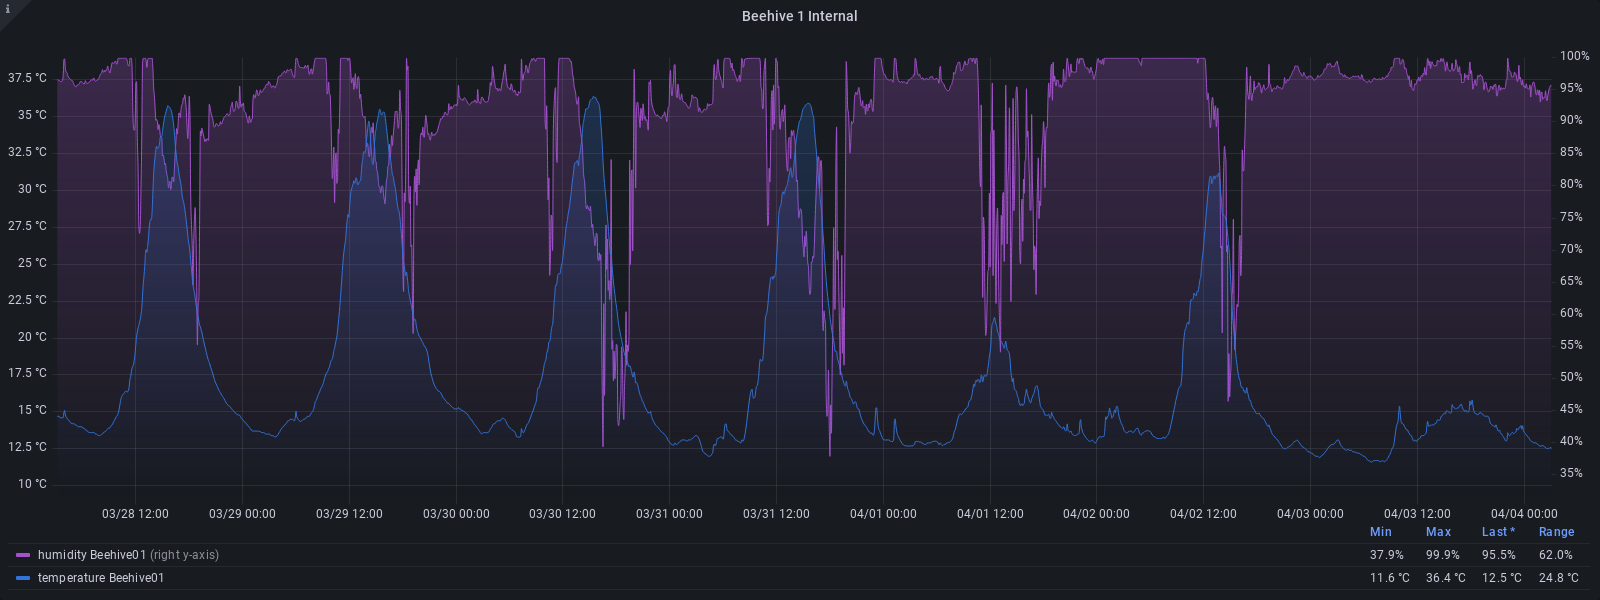 i
Beehive 1 Internal
37.5 °C
35 °C
32.5 °C
30 °C
27.5 °C
25 °C
22.5 °C
20 °C
17.5 °C
15 °C
12.5 °C
10 °C
100%
95%
90%
85%
80%
75%
70%
65%
60%
55%
50%
45%
40%
35%
03/28 12:00 03/29 00:00 03/29 12:00 03/30 00:00 03/30 12:00 03/31 00:00 03/31 12:00 04/01 00:00 04/01 12:00 04/02 00:00 04/02 12:00 04/03 00:00 04/03 12:00 04/04 00:00
Min Max Last * Range
humidity Beehive01 (right y-axis) 37.9% 99.9% 95.5% 62.0%
temperature Beehive01 11.6 °C 36.4 °C 12.5 °C 24.8 °C